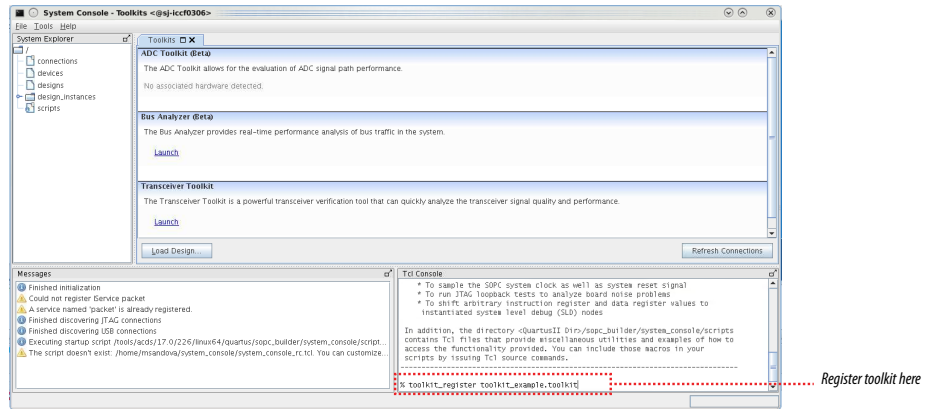 System Console - Toolkits <@sj-iccf0306>
File Tools Help
System Explorer
/
connections
devices
designs
design_instances
scripts
Toolkits
ADC Toolkit (Beta)
The ADC Toolkit allows for the evaluation of ADC signal path performance.
No associated hardware detected.
Bus Analyzer (Beta)
The Bus Analyzer provides real-time performance analysis of bus traffic in the system.
Launch
Transceiver Toolkit
The Transceiver Toolkit is a powerful transceiver verification tool that can quickly analyze the transceiver signal quality and performance.
Launch
Load Design...
Refresh Connections
Messages
Finished initialization
Could not register IService packet
A service named 'packet' is already registered.
Finished discovering JTAG connections
Finished discovering USB connections
Executing startup script /tools/acds/17.0/226/linux64/quartus/sopc_builder/system_console/script...
The script doesn't exist: /home/msandova/system_console/system_console_rc.tcl. You can customize...
Tcl Console
* To sample the SOPC system clock as well as system reset signal
* To run JTAG loopback tests to analyze board noise problems
* To shift arbitrary instruction register and data register values to
instantiated system level debug (SLD) nodes
In addition, the directory <QuartusII Dir>/sopc_builder/system_console/scripts
contains Tcl files that provide miscellaneous utilities and examples of how to
access the functionality provided. You can include those macros in your
scripts by issuing Tcl source commands.
--------------------------------------------------------------------------------
% toolkit_register toolkit_example.toolkit
Register toolkit here